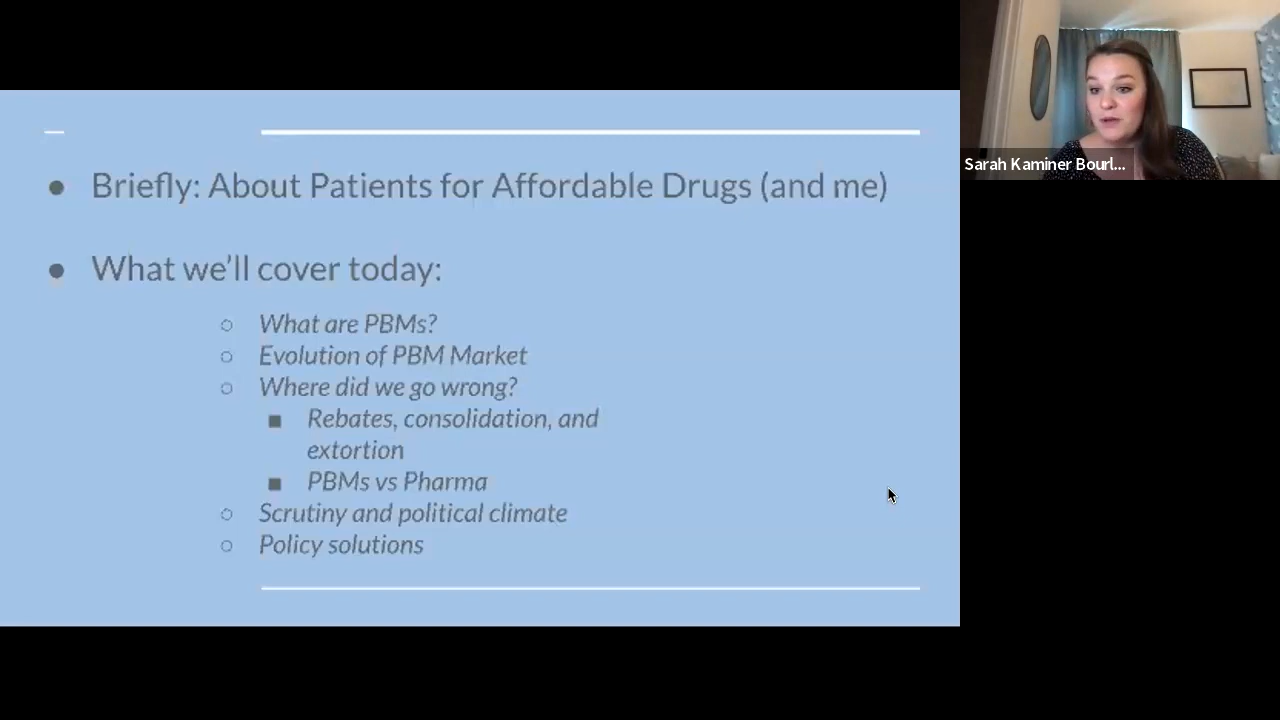 ● Briefly: About Patients for Affordable Drugs (and me)
● What we'll cover today:
○ What are PBMs?
○ Evolution of PBM Market
○ Where did we go wrong?
■ Rebates, consolidation, and
extortion
■ PBMs vs Pharma
○ Scrutiny and political climate
○ Policy solutions
Sarah Kaminer Bourl...